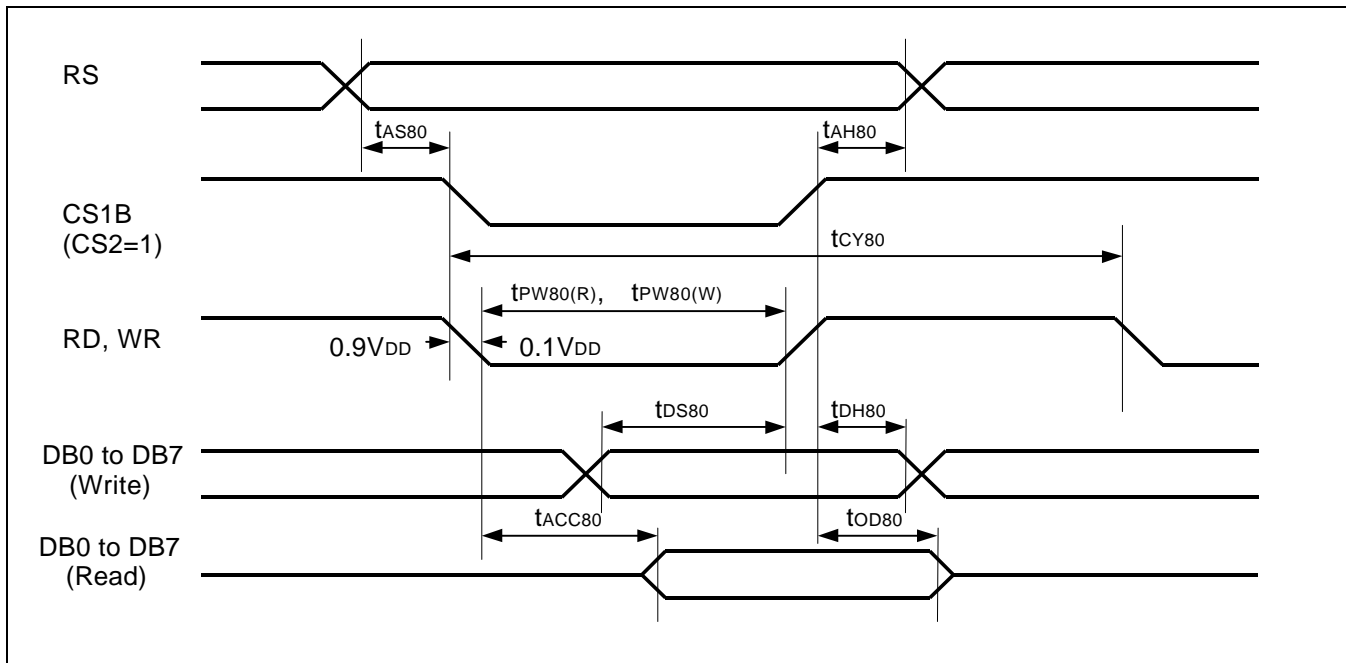 RS
tAS80
tAH80
CS1B
(CS2=1)
tCY80
tPW80(R), tPW80(W)
RD, WR
0.9VDD
0.1VDD
tDS80
tDH80
DB0 to DB7
(Write)
tACC80
tOD80
DB0 to DB7
(Read)